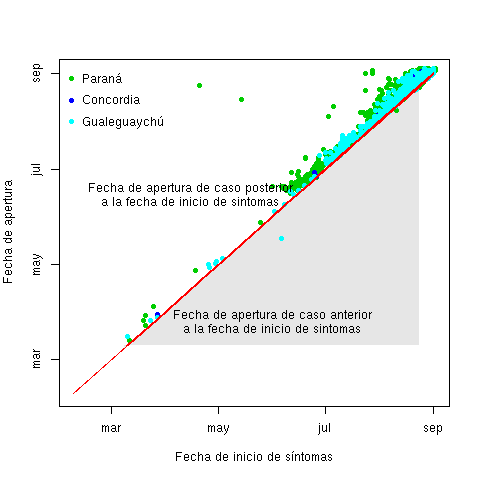 Paraná
Concordia
Gualeguaychú
Fecha de apertura de caso posterior
a la fecha de inicio de sintomas
Fecha de apertura de caso anterior
a la fecha de inicio de sintomas
Fecha de apertura
sep
jul
may
mar
mar
may
jul
sep
Fecha de inicio de síntomas